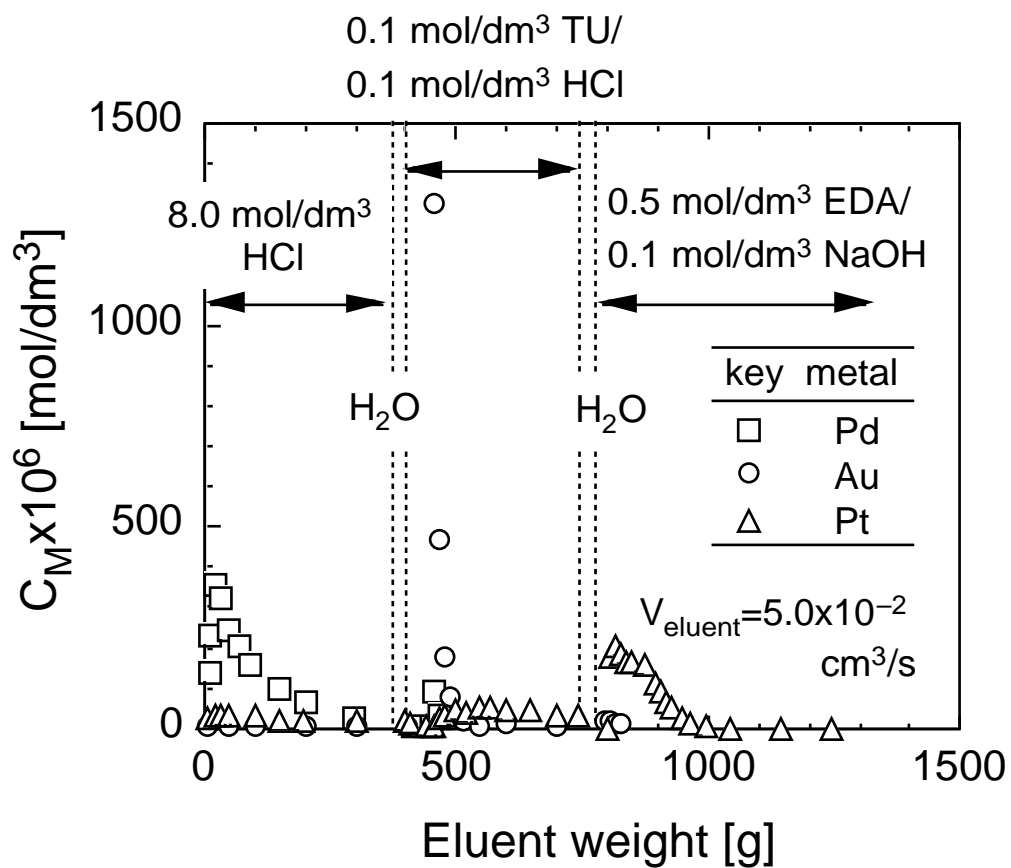 0.1 mol/dm³ TU/
0.1 mol/dm³ HCl
1500
8.0 mol/dm³
HCl
0.5 mol/dm³ EDA/
0.1 mol/dm³ NaOH
1000
key metal
H₂O
H₂O
Pd
Au
Pt
500
V_eluent=5.0x10⁻²
cm³/s
0
0
500
1000
1500
C_Mx10⁶ [mol/dm³]
Eluent weight [g]